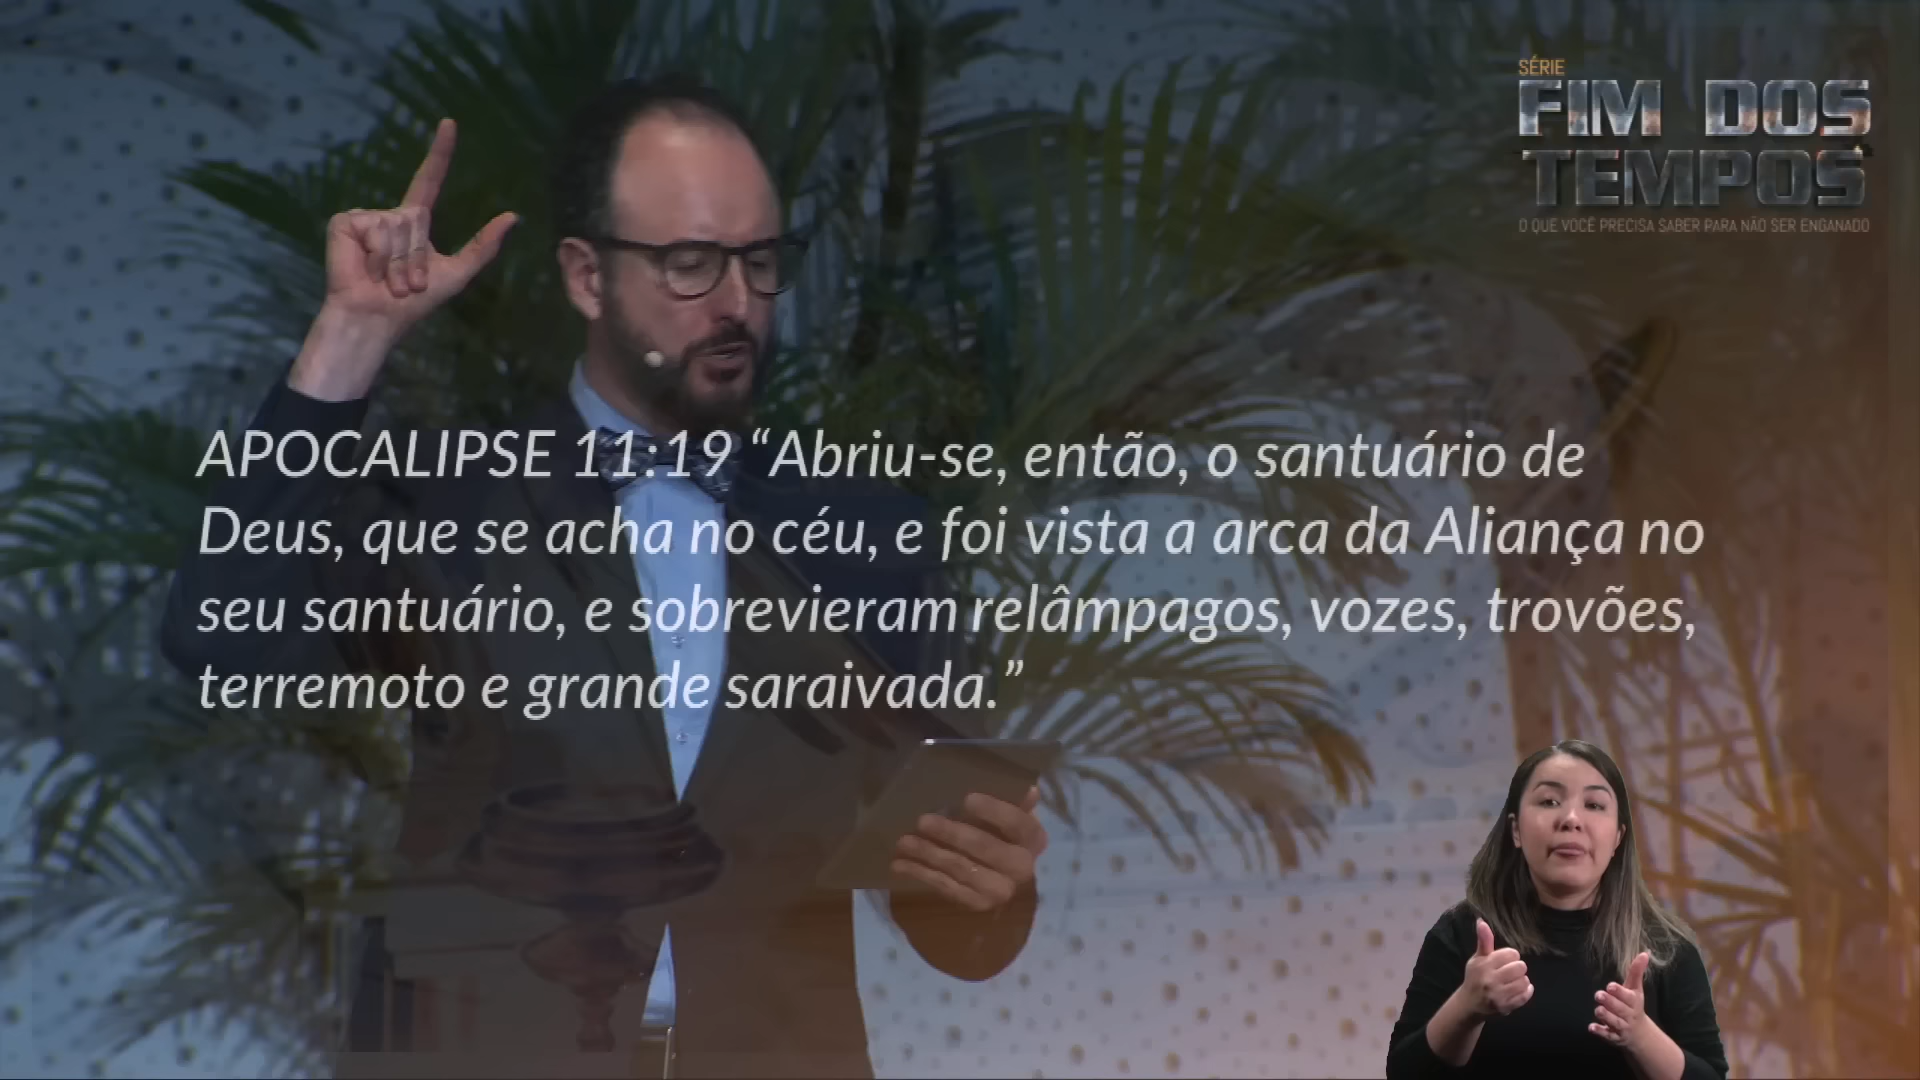 SÉRIE
FIM DOS
TEMPOS
O QUE VOCÊ PRECISA SABER PARA NÃO SER ENGANADO
APOCALIPSE 11:19 “Abriu-se, então, o santuário de
Deus, que se acha no céu, e foi vista a arca da Aliança no
seu santuário, e sobrevieram relâmpagos, vozes, trovões,
terremoto e grande saraivada.”